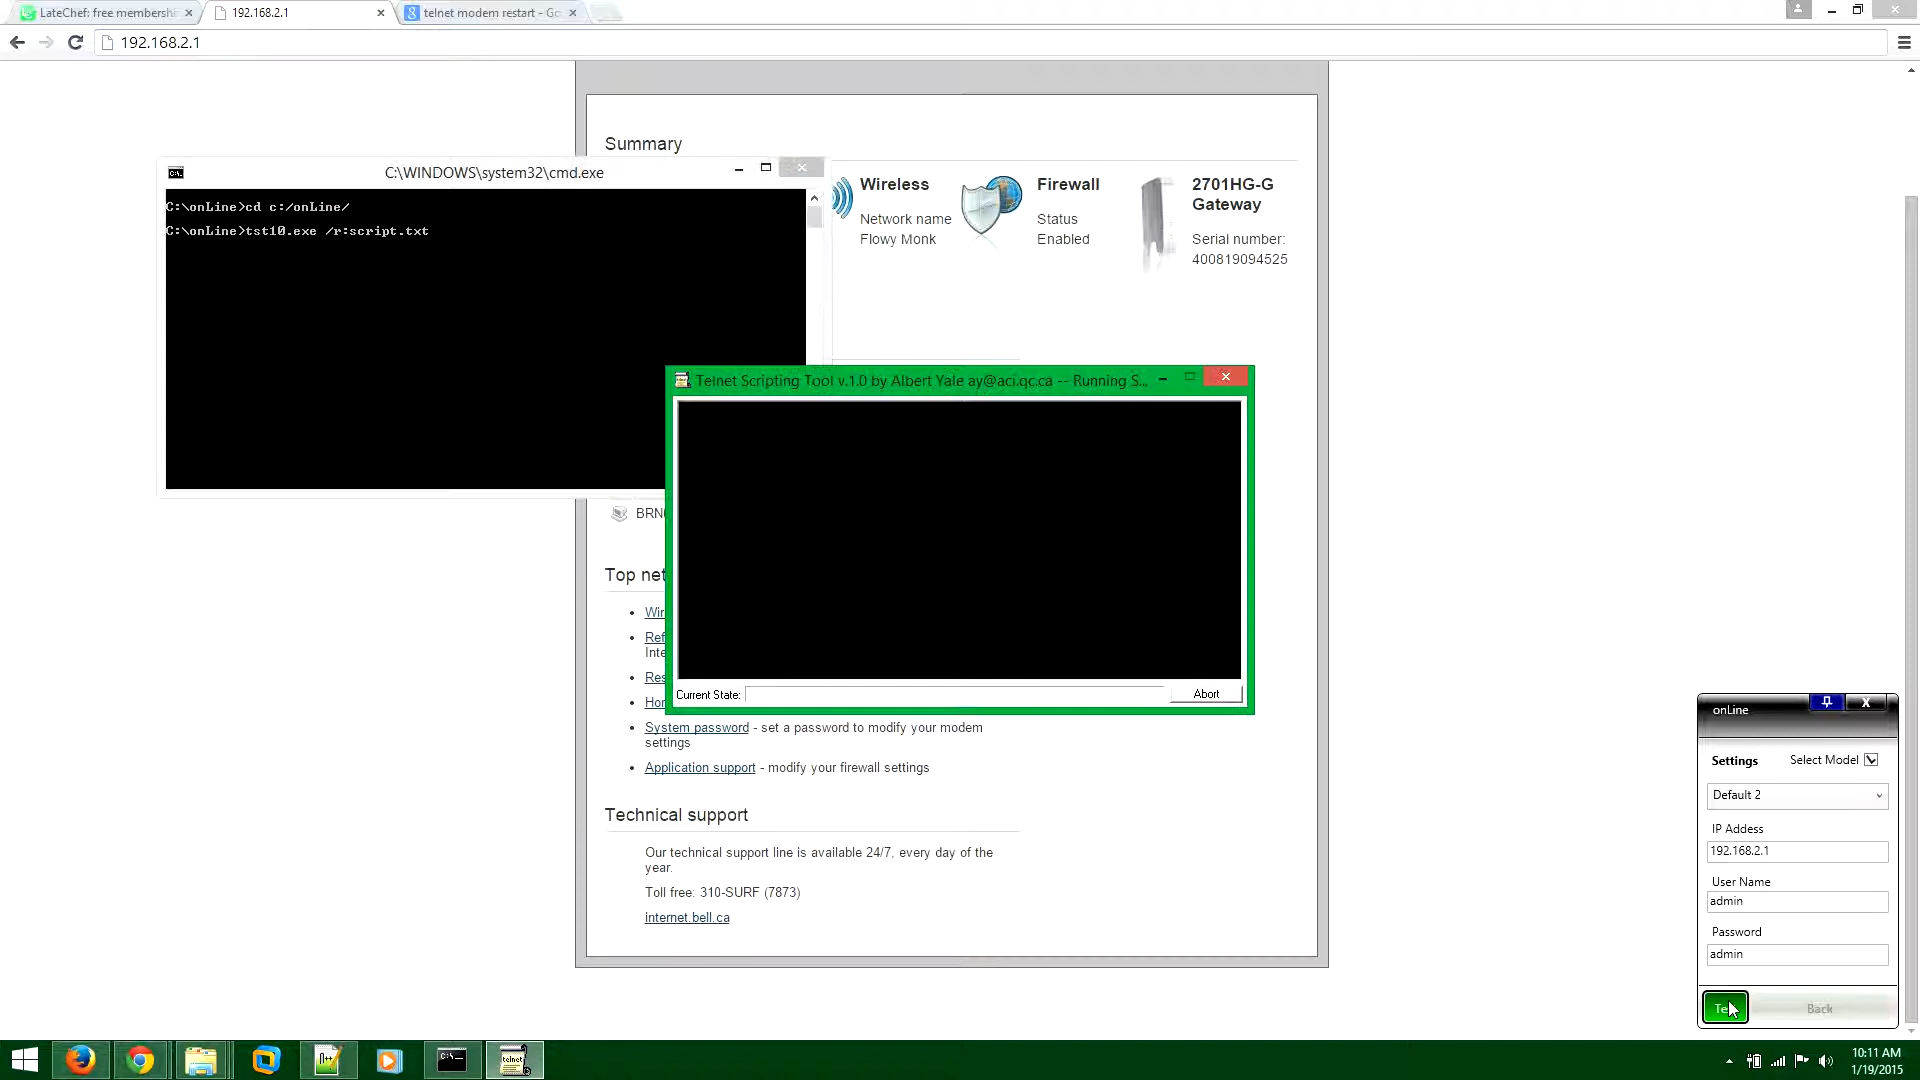 LateChef: free membershi
192.168.2.1
telnet modem restart - Go
192.168.2.1
Summary
C:\WINDOWS\system32\cmd.exe
C:\onLine>cd c:/onLine/
C:\onLine>tst10.exe /r:script.txt
Wireless
Network name
Flowy Monk
Firewall
Status
Enabled
2701HG-G
Gateway
Serial number:
400819094525
Telnet Scripting Tool v.1.0 by Albert Yale ay@aci.qc.ca -- Running S...
Current State:
Abort
BRN
Top net
Wir
Ref
Inte
Res
Hor
System password - set a password to modify your modem
settings
Application support - modify your firewall settings
Technical support
Our technical support line is available 24/7, every day of the
year.
Toll free: 310-SURF (7873)
internet.bell.ca
onLine
X
Settings
Select Model
Default 2
IP Addess
192.168.2.1
User Name
admin
Password
admin
Te
Back
telnet
10:11 AM
1/19/2015